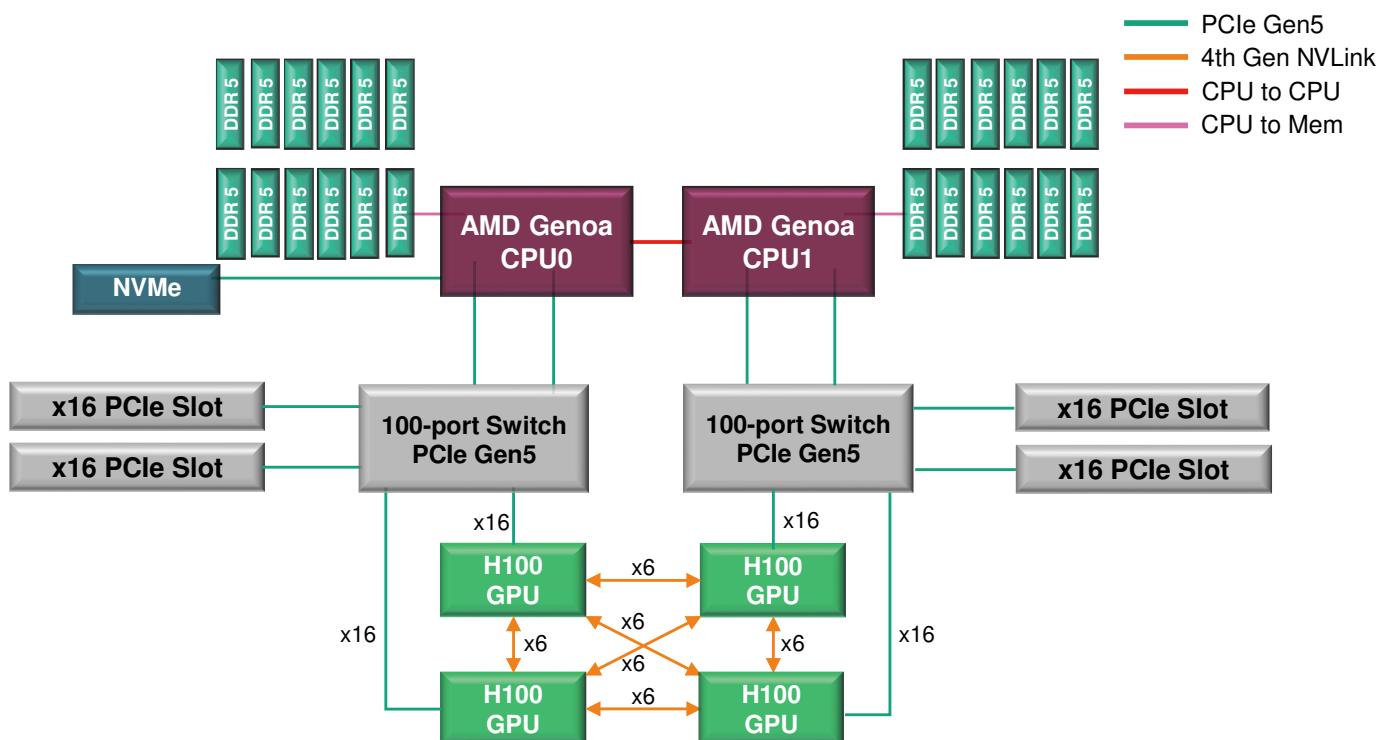 PCIe Gen5
4th Gen NVLink
CPU to CPU
CPU to Mem
DDR 5 DDR 5 DDR 5 DDR 5 DDR 5 DDR 5
DDR 5 DDR 5 DDR 5 DDR 5 DDR 5 DDR 5
DDR 5 DDR 5 DDR 5 DDR 5 DDR 5 DDR 5
DDR 5 DDR 5 DDR 5 DDR 5 DDR 5 DDR 5
AMD Genoa
CPU0
AMD Genoa
CPU1
NVMe
x16 PCIe Slot
x16 PCIe Slot
100-port Switch
PCIe Gen5
100-port Switch
PCIe Gen5
x16 PCIe Slot
x16 PCIe Slot
x16
x16
H100
GPU
x6
H100
GPU
x16
x6
x6
x6
x6
x16
H100
GPU
x6
H100
GPU